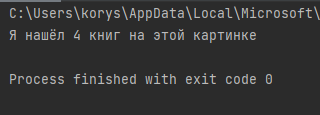 C:\Users\korys\AppData\Local\Microsoft\
Я нашёл 4 книг на этой картинке
Process finished with exit code 0